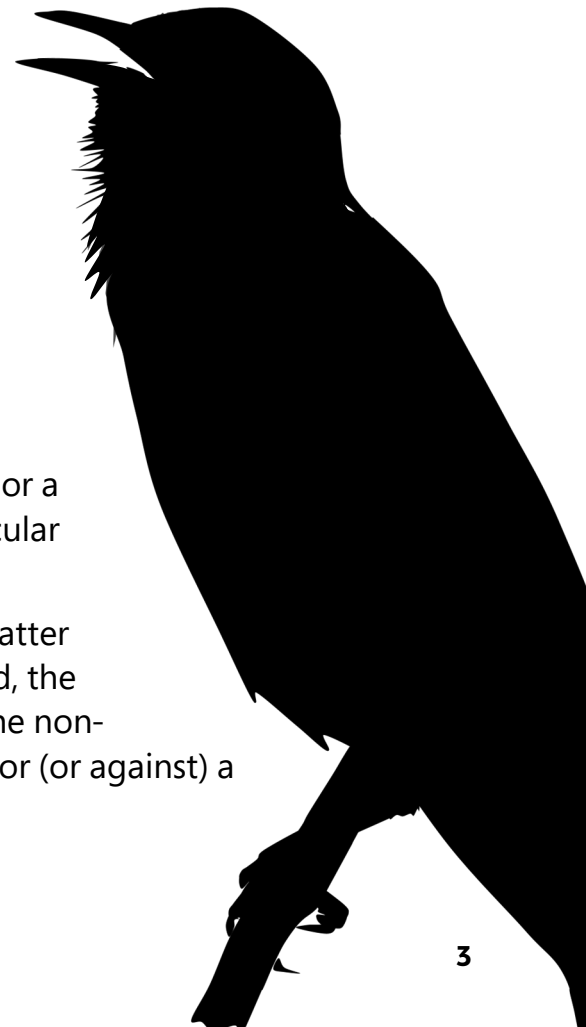 or a
cular
atter
d, the
ne non-
or (or against) a
3